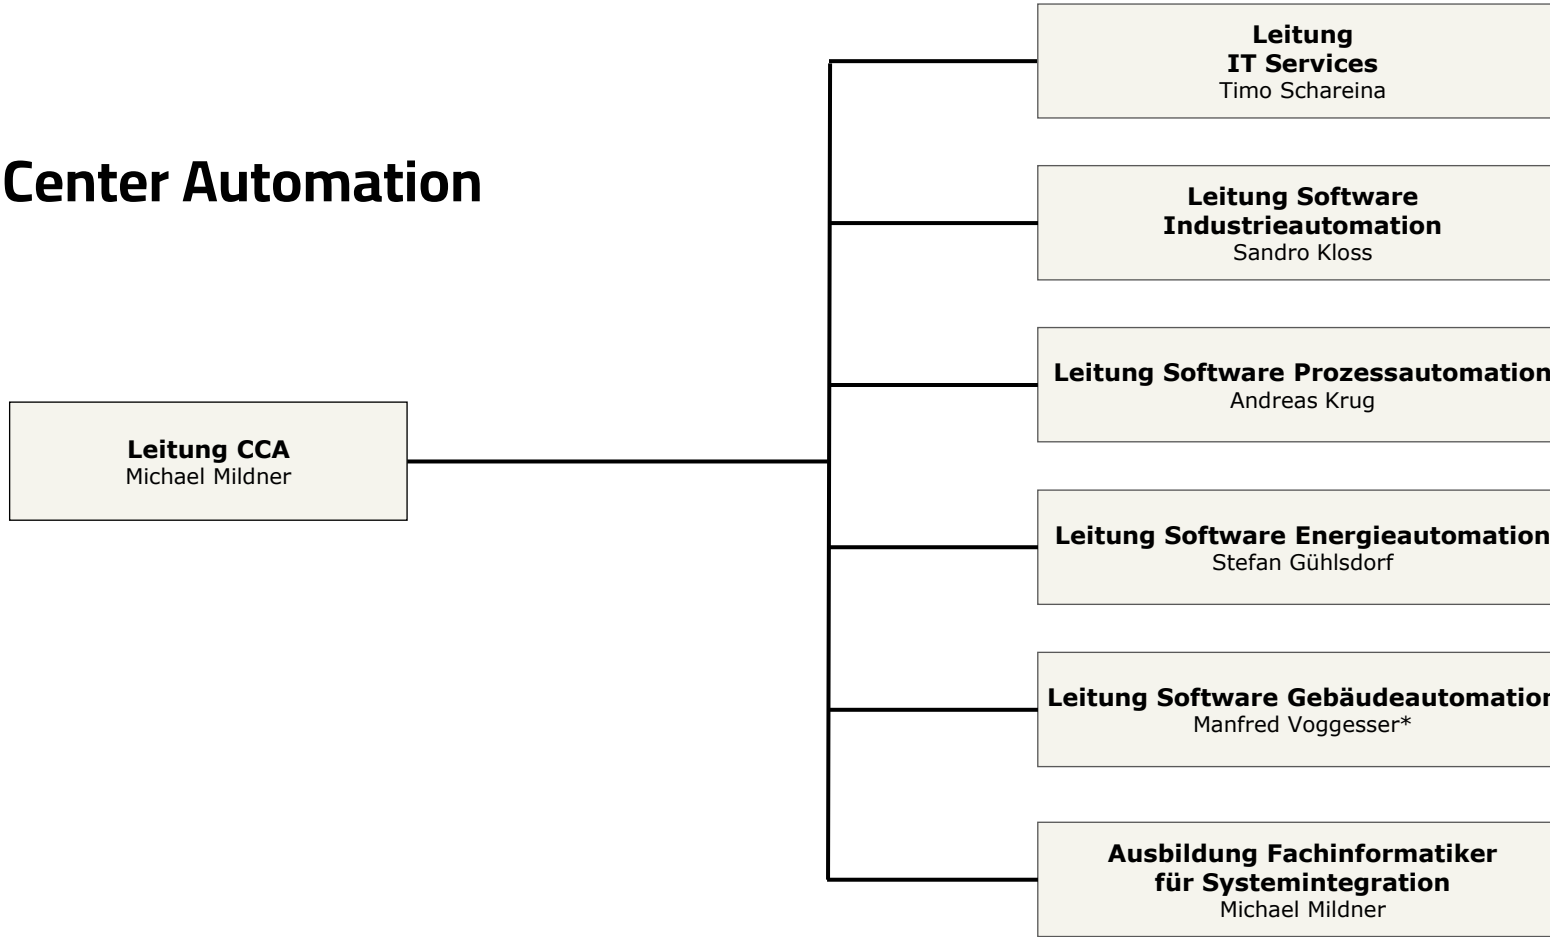 Center Automation
Leitung
IT Services
Timo Schareina
Leitung Software
Industrieautomation
Sandro Kloss
Leitung Software Prozessautomation
Andreas Krug
Leitung CCA
Michael Mildner
Leitung Software Energieautomation
Stefan Gühlsdorf
Leitung Software Gebäudeautomation
Manfred Voggesser*
Ausbildung Fachinformatiker
für Systemintegration
Michael Mildner